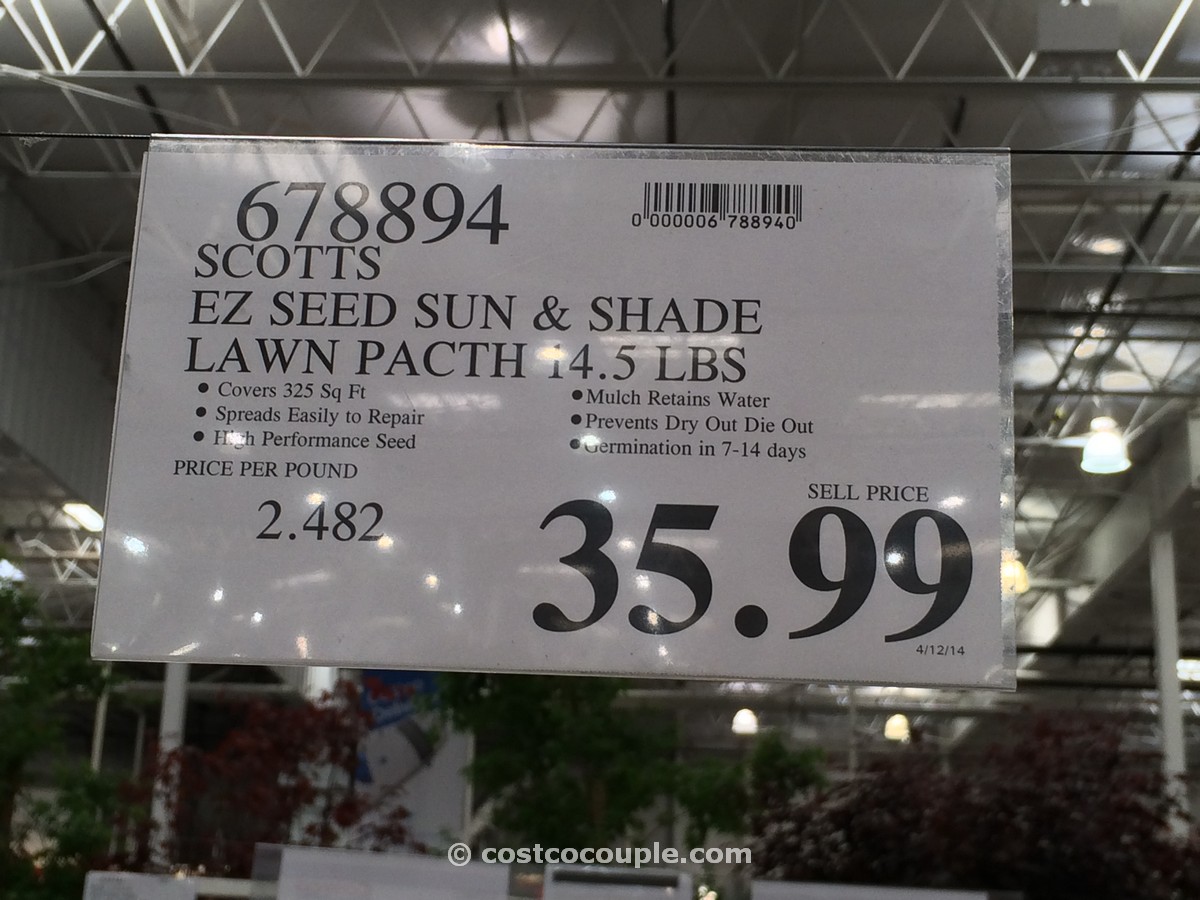 678894
0 000006 788940
SCOTTS
EZ SEED SUN & SHADE
LAWN PACTH 14.5 LBS
• Covers 325 Sq Ft
• Spreads Easily to Repair
• High Performance Seed
• Mulch Retains Water
• Prevents Dry Out Die Out
• Germination in 7-14 days
PRICE PER POUND
2.482
SELL PRICE
35.99
4/12/14
© costcocouple.com